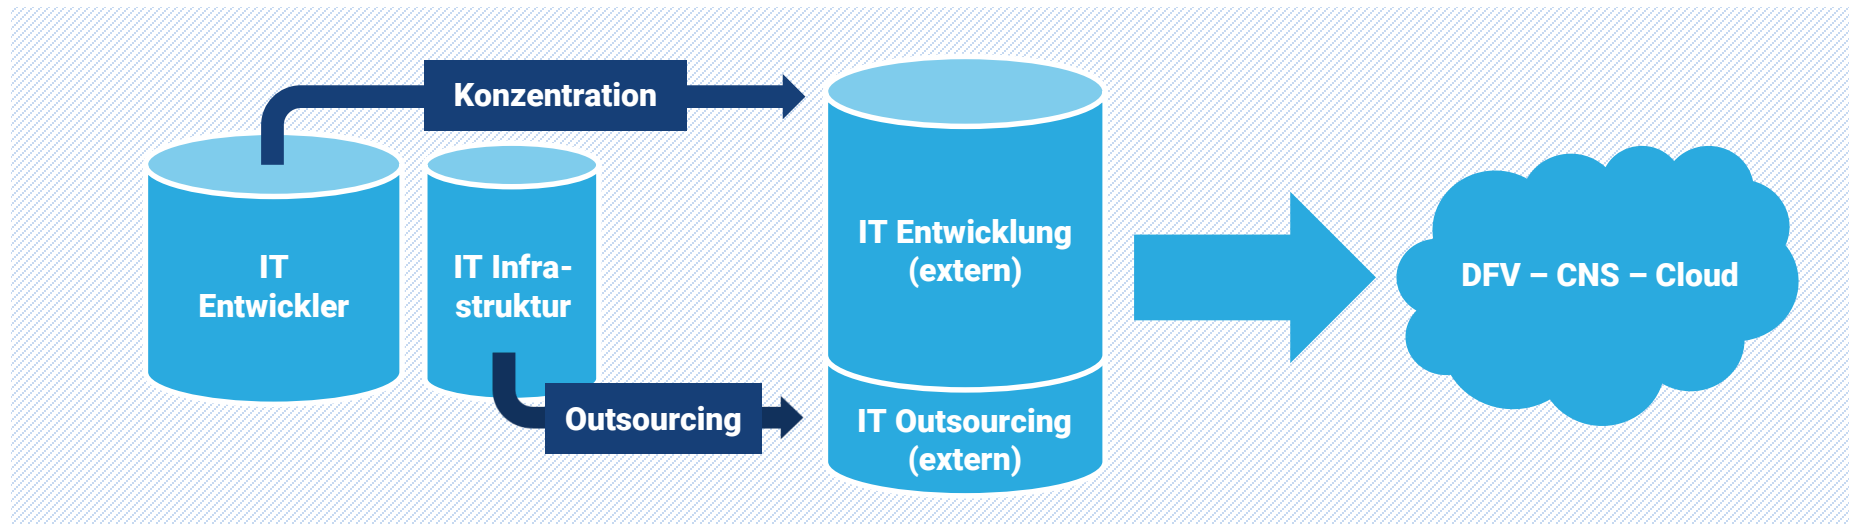 Konzentration
IT
Entwickler
IT Infra-
struktur
Outsourcing
IT Entwicklung
(extern)
IT Outsourcing
(extern)
DFV – CNS – Cloud